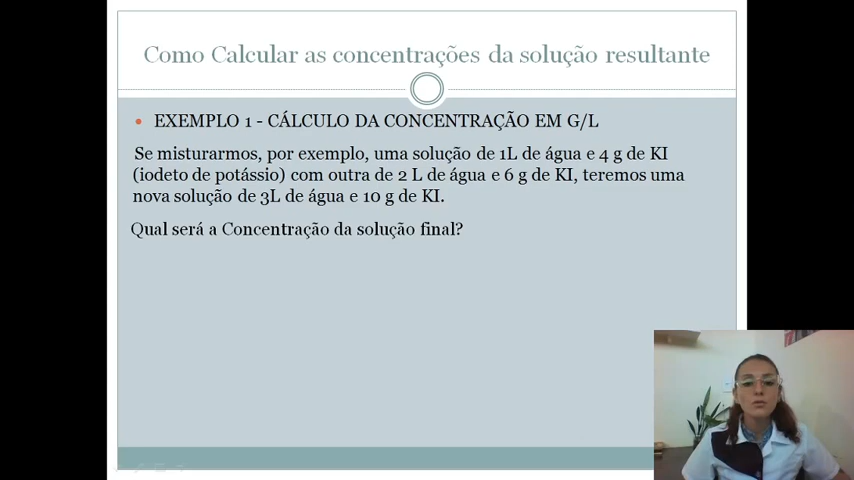 Como Calcular as concentrações da solução resultante
EXEMPLO 1 - CÁLCULO DA CONCENTRAÇÃO EM G/L
Se misturarmos, por exemplo, uma solução de 1L de água e 4 g de KI
(iodeto de potássio) com outra de 2 L de água e 6 g de KI, teremos uma
nova solução de 3L de água e 10 g de KI.
Qual será a Concentração da solução final?